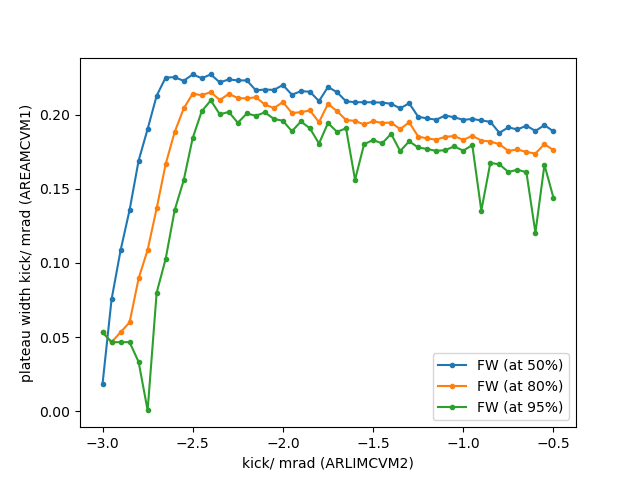 0.20
0.15
0.10
0.05
0.00
plateau width kick/ mrad (AREAMCVM1)
FW (at 50%)
FW (at 80%)
FW (at 95%)
−3.0 −2.5 −2.0 −1.5 −1.0 −0.5
kick/ mrad (ARLIMCVM2)